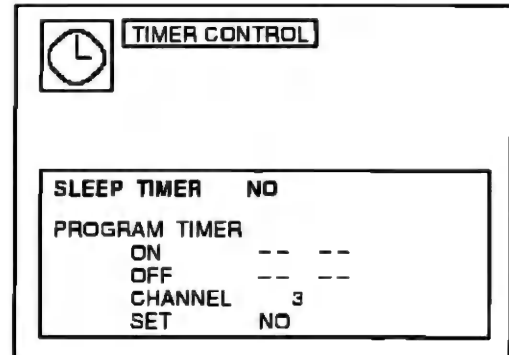 TIMER CONTROL
SLEEP TIMER NO
PROGRAM TIMER
ON -- --
OFF -- --
CHANNEL 3
SET NO